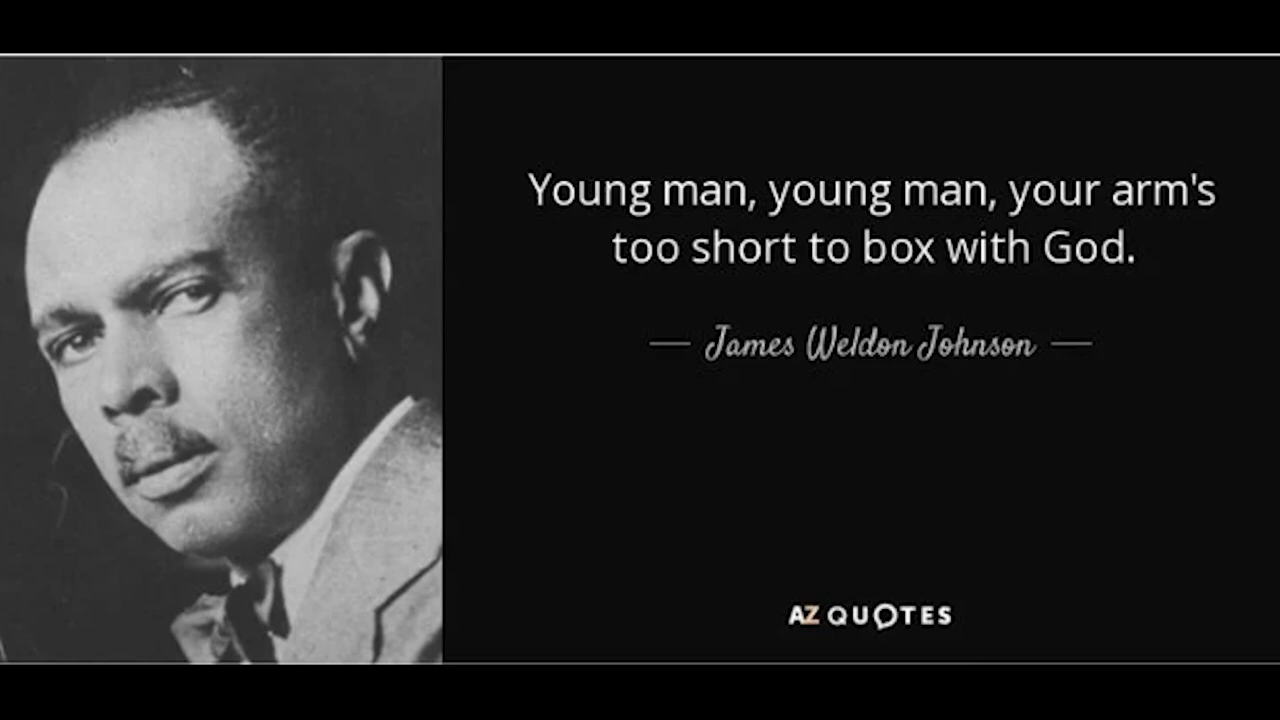 Young man, young man, your arm's
too short to box with God.
James Weldon Johnson
AZ QUOTES